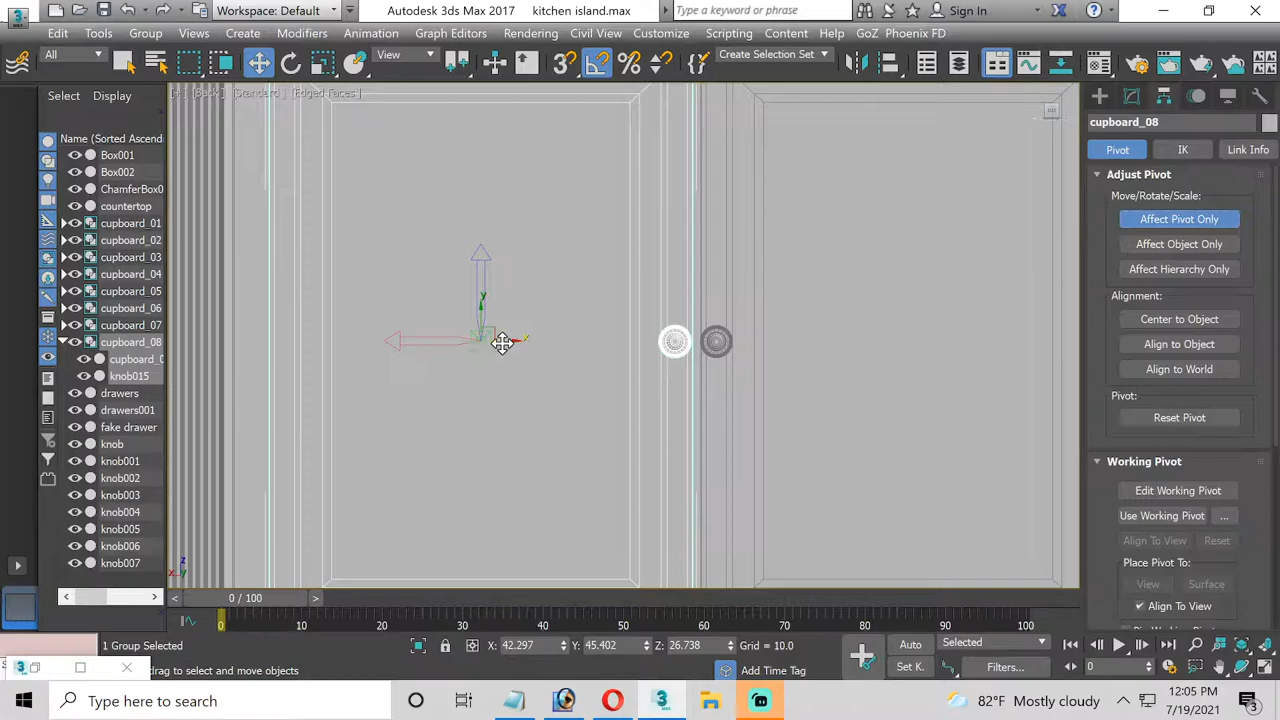 Workspace: Default
Autodesk 3ds Max 2017
kitchen island.max
Type a keyword or phrase
Sign In
Edit
Tools
Group
Views
Create
Modifiers
Animation
Graph Editors
Rendering
Civil View
Customize
Scripting
Content
Help
GoZ
Phoenix FD
All
View
Create Selection Set
Select
Display
[+] [Back] [Standard] [Edged Faces]
Name (Sorted Ascend
Box001
Box002
ChamferBox0
countertop
cupboard_01
cupboard_02
cupboard_03
cupboard_04
cupboard_05
cupboard_06
cupboard_07
cupboard_08
cupboard_0
knob015
drawers
drawers001
fake drawer
knob
knob001
knob002
knob003
knob004
knob005
knob006
knob007
y
x
z
x
cupboard_08
Pivot
IK
Link Info
Adjust Pivot
Move/Rotate/Scale:
Affect Pivot Only
Affect Object Only
Affect Hierarchy Only
Alignment:
Center to Object
Align to Object
Align to World
Pivot:
Reset Pivot
Working Pivot
Edit Working Pivot
Use Working Pivot
...
Align To View
Reset
Place Pivot To:
View
Surface
Align To View
0 / 100
0 10 20 30 40 50 60 70 80 90 100
1 Group Selected
X: 42.297
Y: 45.402
Z: 26.738
Grid = 10.0
Auto
Selected
drag to select and move objects
Add Time Tag
Set K.
Filters...
0
Type here to search
82°F Mostly cloudy
12:05 PM
7/19/2021
3